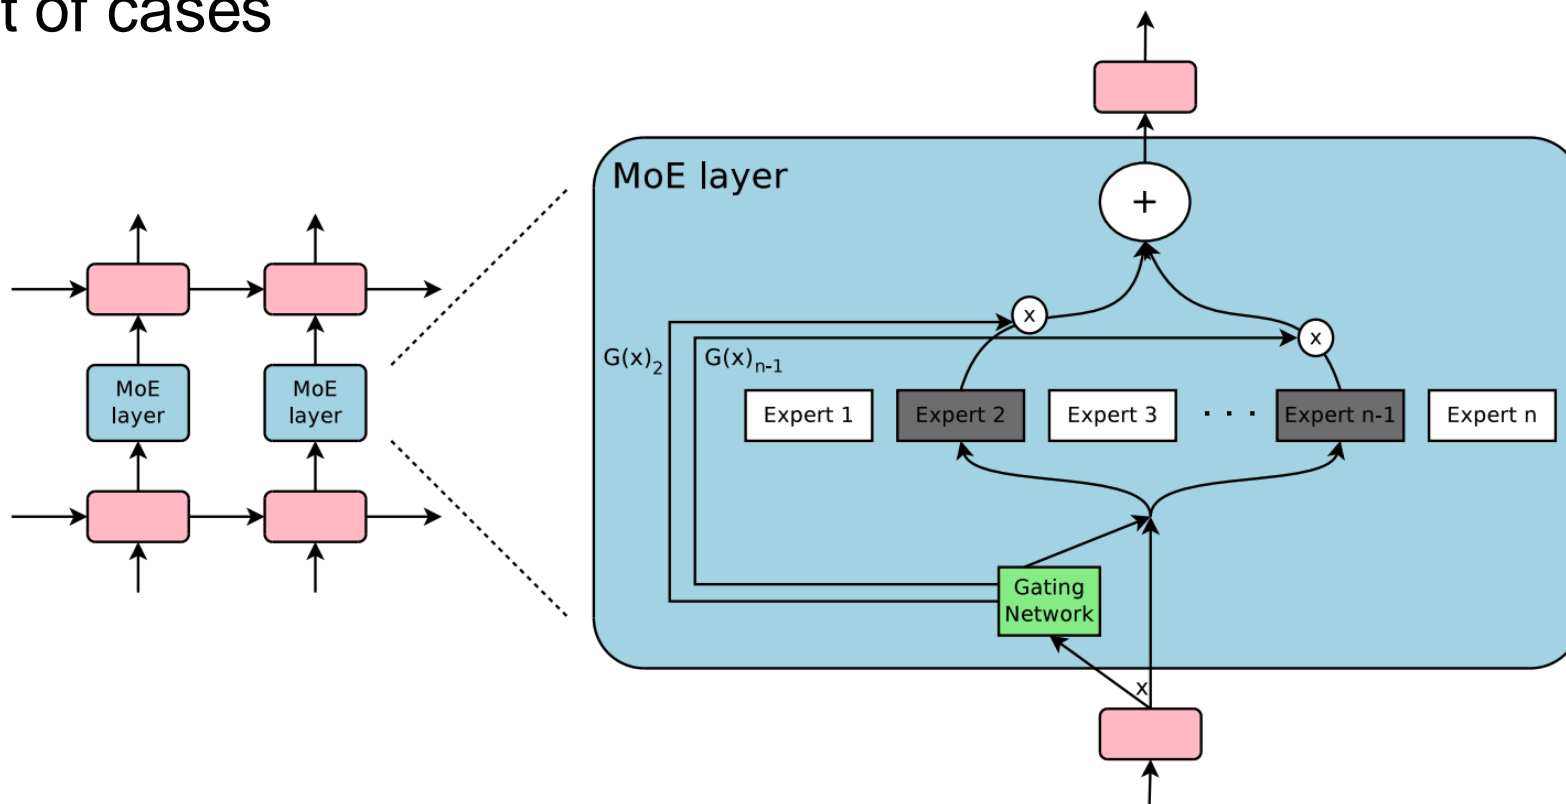 t of cases
MoE layer
+
x
x
G(x)2
G(x)n-1
MoE
layer
MoE
layer
Expert 1
Expert 2
Expert 3
. . .
Expert n-1
Expert n
Gating
Network
x